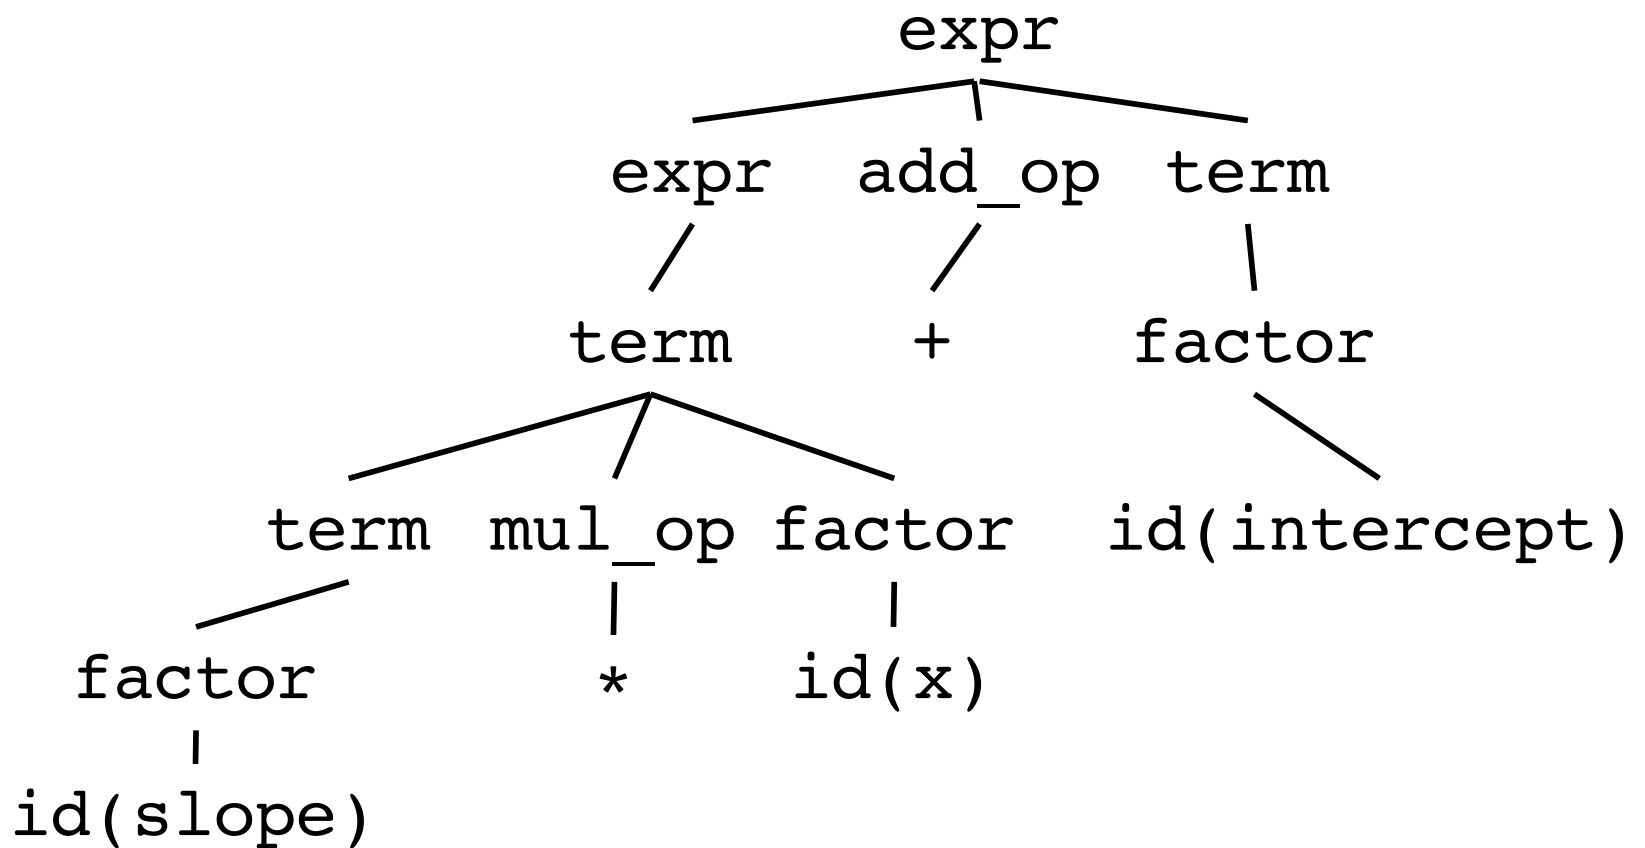 expr
expr add_op term
term + factor
term mul_op factor id(intercept)
factor * id(x)
id(slope)